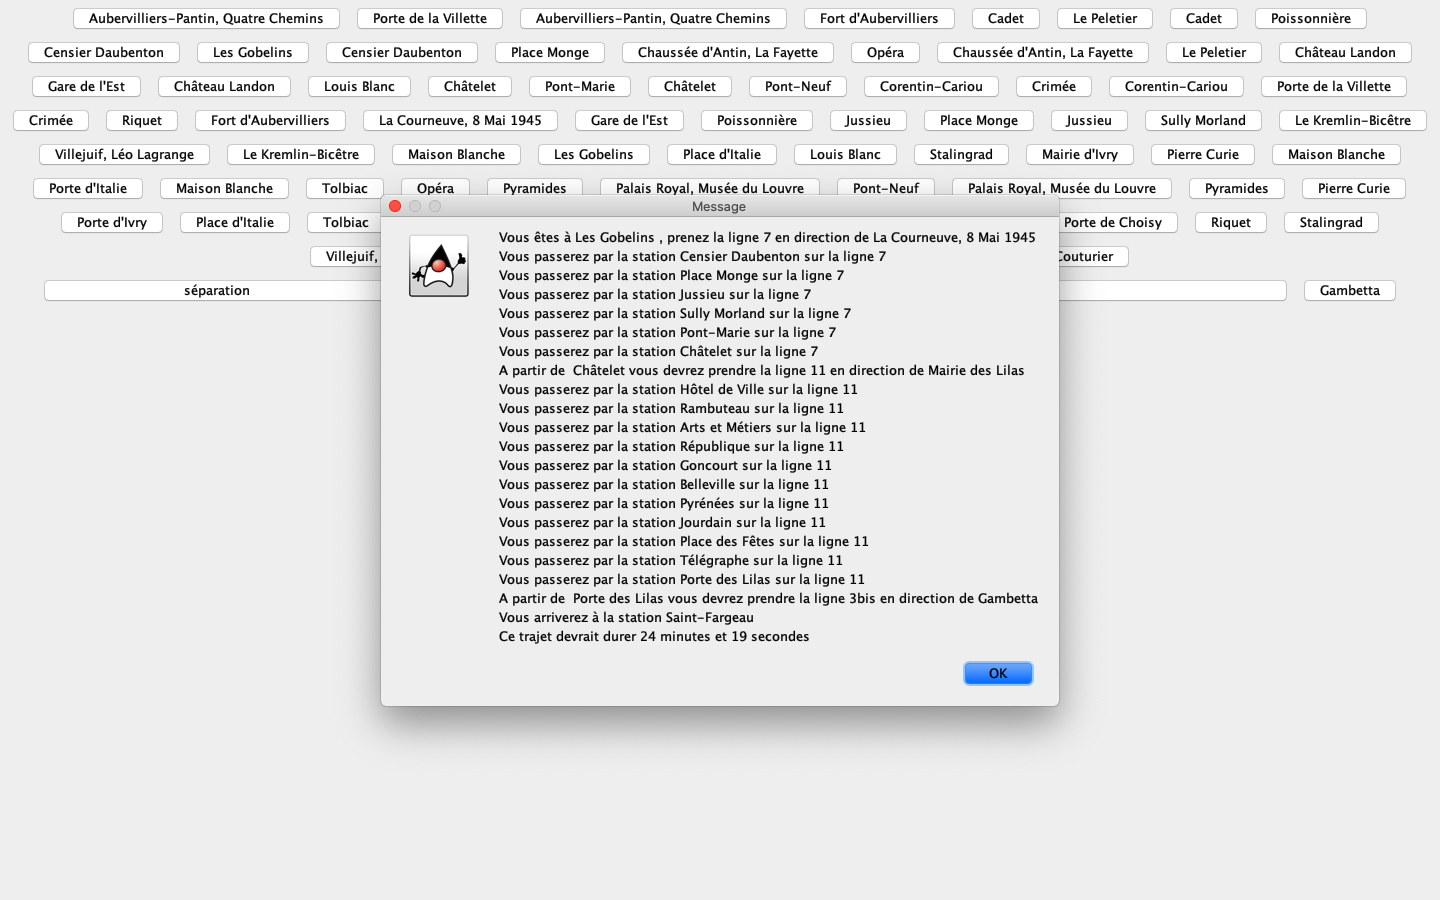 Aubervilliers-Pantin, Quatre Chemins Porte de la Villette Aubervilliers-Pantin, Quatre Chemins Fort d'Aubervilliers Cadet Le Peletier Cadet Poissonnière
Censier Daubenton Les Gobelins Censier Daubenton Place Monge Chaussée d'Antin, La Fayette Opéra Chaussée d'Antin, La Fayette Le Peletier Château Landon
Gare de l'Est Château Landon Louis Blanc Châtelet Pont-Marie Châtelet Pont-Neuf Corentin-Cariou Crimée Corentin-Cariou Porte de la Villette
Crimée Riquet Fort d'Aubervilliers La Courneuve, 8 Mai 1945 Gare de l'Est Poissonnière Jussieu Place Monge Jussieu Sully Morland Le Kremlin-Bicêtre
Villejuif, Léo Lagrange Le Kremlin-Bicêtre Maison Blanche Les Gobelins Place d'Italie Louis Blanc Stalingrad Mairie d'Ivry Pierre Curie Maison Blanche
Porte d'Italie Maison Blanche Tolbiac Opéra Pyramides Palais Royal, Musée du Louvre Pont-Neuf Palais Royal, Musée du Louvre Pyramides Pierre Curie
Porte d'Ivry Place d'Italie Tolbiac Porte de Choisy Riquet Stalingrad
Villejuif, Couturier
séparation Gambetta
Message
Vous êtes à Les Gobelins , prenez la ligne 7 en direction de La Courneuve, 8 Mai 1945
Vous passerez par la station Censier Daubenton sur la ligne 7
Vous passerez par la station Place Monge sur la ligne 7
Vous passerez par la station Jussieu sur la ligne 7
Vous passerez par la station Sully Morland sur la ligne 7
Vous passerez par la station Pont-Marie sur la ligne 7
Vous passerez par la station Châtelet sur la ligne 7
A partir de  Châtelet vous devrez prendre la ligne 11 en direction de Mairie des Lilas
Vous passerez par la station Hôtel de Ville sur la ligne 11
Vous passerez par la station Rambuteau sur la ligne 11
Vous passerez par la station Arts et Métiers sur la ligne 11
Vous passerez par la station République sur la ligne 11
Vous passerez par la station Goncourt sur la ligne 11
Vous passerez par la station Belleville sur la ligne 11
Vous passerez par la station Pyrénées sur la ligne 11
Vous passerez par la station Jourdain sur la ligne 11
Vous passerez par la station Place des Fêtes sur la ligne 11
Vous passerez par la station Télégraphe sur la ligne 11
Vous passerez par la station Porte des Lilas sur la ligne 11
A partir de  Porte des Lilas vous devrez prendre la ligne 3bis en direction de Gambetta
Vous arriverez à la station Saint-Fargeau
Ce trajet devrait durer 24 minutes et 19 secondes
OK